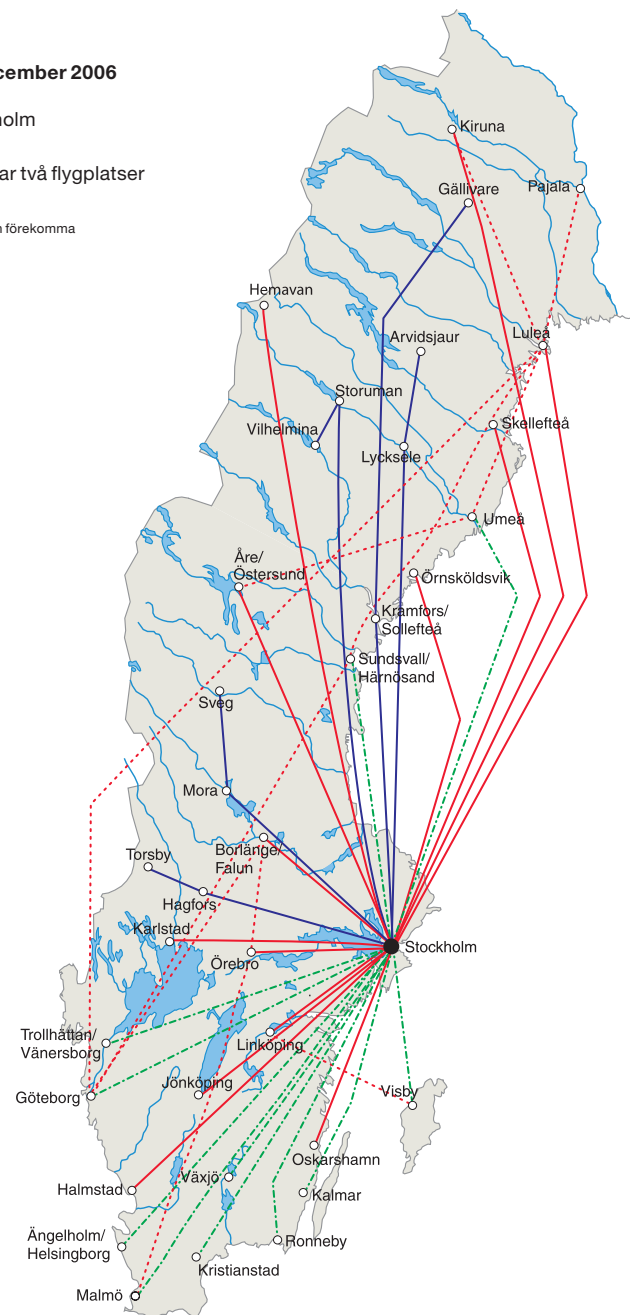 cember 2006
olm
ar två flygplatser
n förekomma
Kiruna
Gällivare
Pajala
Hemavan
Luleå
Arvidsjaur
Storuman
Skellefteå
Vilhelmina
Lycksele
Umeå
Åre/
Östersund
Örnsköldsvik
Kramfors/
Sollefteå
Sundsvall/
Härnösand
Sveg
Mora
Borlänge/
Falun
Torsby
Hagfors
Karlstad
Stockholm
Örebro
Trollhättan/
Vänersborg
Linköping
Jönköping
Göteborg
Visby
Oskarshamn
Växjö
Halmstad
Kalmar
Ängelholm/
Helsingborg
Ronneby
Kristianstad
Malmö